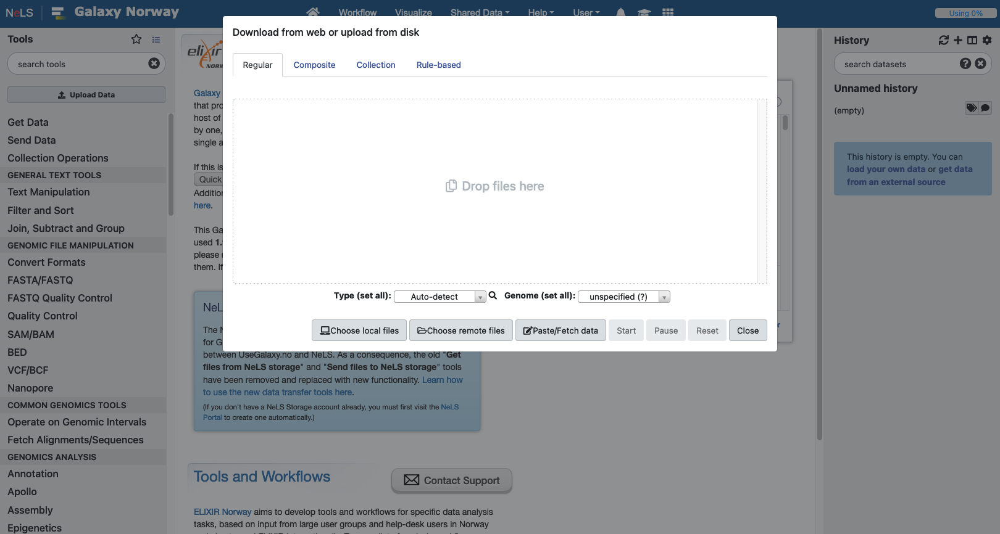 NeLS
Galaxy Norway
Workflow
Visualize
Shared Data
Help
User
Using 0%
Tools
search tools
Upload Data
Get Data
Send Data
Collection Operations
GENERAL TEXT TOOLS
Text Manipulation
Filter and Sort
Join, Subtract and Group
GENOMIC FILE MANIPULATION
Convert Formats
FASTA/FASTQ
FASTQ Quality Control
Quality Control
SAM/BAM
BED
VCF/BCF
Nanopore
COMMON GENOMICS TOOLS
Operate on Genomic Intervals
Fetch Alignments/Sequences
GENOMICS ANALYSIS
Annotation
Apollo
Assembly
Epigenetics
elixir
Galaxy
that pro
host of
by one,
single a
If this is
Quick
Addition
here.
This Ga
used 1.
please
them. If
Download from web or upload from disk
Regular
Composite
Collection
Rule-based
Drop files here
Type (set all): Auto-detect Genome (set all): unspecified (?)
Choose local files
Choose remote files
Paste/Fetch data
Start
Pause
Reset
Close
NeL
The N
for G
between UseGalaxy.no and NeLS. As a consequence, the old "Get
files from NeLS storage" and "Send files to NeLS storage" tools
have been removed and replaced with new functionality. Learn how
to use the new data transfer tools here.
(If you don't have a NeLS Storage account already, you must first visit the NeLS
Portal to create one automatically.)
Tools and Workflows
Contact Support
ELIXIR Norway aims to develop tools and workflows for specific data analysis
tasks, based on input from large user groups and help-desk users in Norway
History
search datasets
Unnamed history
(empty)
This history is empty. You can
load your own data or get data
from an external source